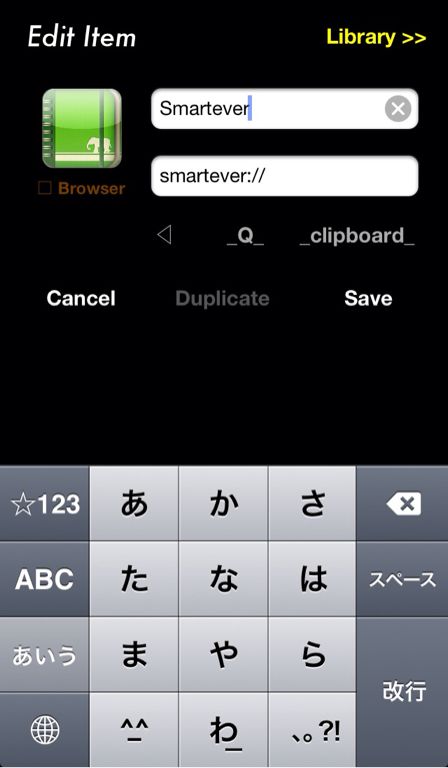 Edit Item
Library >>
Smartever
☐ Browser
smartever://
_Q_
_clipboard_
Cancel
Duplicate
Save
☆123
あ
か
さ
ABC
た
な
は
スペース
あいう
ま
や
ら
改行
^_^
わ_
､｡?!